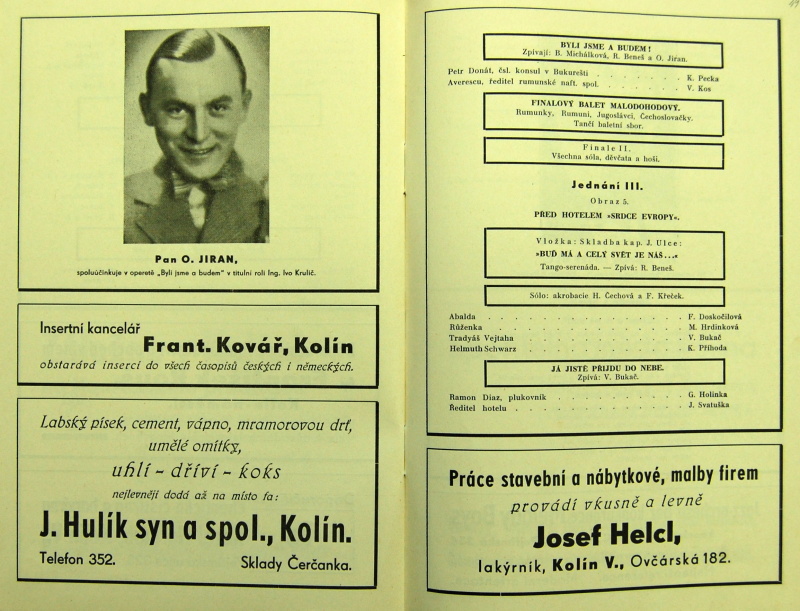 Pan O. JIRAN,
spoluúčinkuje v operetě „Byli jsme a budem" v titulní roli Ing. Ivo Krulič.
Insertní kancelář
Frant. Kovář, Kolín
obstarává inserci do všech časopisů českých i německých.
Labský písek, cement, vápno, mramorovou drť,
umělé omítky,
uhlí – dříví – koks
nejlevněji dodá až na místo fa:
J. Hulík syn a spol., Kolín.
Telefon 352. Sklady Čerčanka.
19
BYLI JSME A BUDEM!
Zpívají: B. Michálková, R. Beneš a O. Jiřan.
Petr Donát, čsl. konsul v Bukurešti . . . . . . . K. Pecka
Averescu, ředitel rumunské naft. spol. . . . . . . V. Kos
FINALOVÝ BALET MALODOHODOVÝ.
Rumunky, Rumuni, Jugoslávci, Čechoslovačky.
Tančí baletní sbor.
Finale II.
Všechna sóla, děvčata a hoši.
Jednání III.
Obraz 5.
PŘED HOTELEM »SRDCE EVROPY«.
Vložka: Skladba kap. J. Ulce:
»BUĎ MÁ A CELÝ SVĚT JE NÁŠ...«
Tango-serenáda. — Zpívá: R. Beneš.
Sólo: akrobacie H. Čechová a F. Křeček.
Abalda . . . . . . . . . . . . F. Doskočilová
Růženka . . . . . . . . . . . . M. Hrdinková
Tradyáš Vejtaha . . . . . . . . . . V. Bukač
Helmuth Schwarz . . . . . . . . . . K. Příhoda
JÁ JISTĚ PŘIJDU DO NEBE.
Zpívá: V. Bukač.
Ramon Diaz, plukovník . . . . . . . . . G. Holinka
Ředitel hotelu . . . . . . . . . . . J. Svatuška
Práce stavební a nábytkové, malby firem
provádí vkusně a levně
Josef Helcl,
lakýrník, Kolín V., Ovčárská 182.